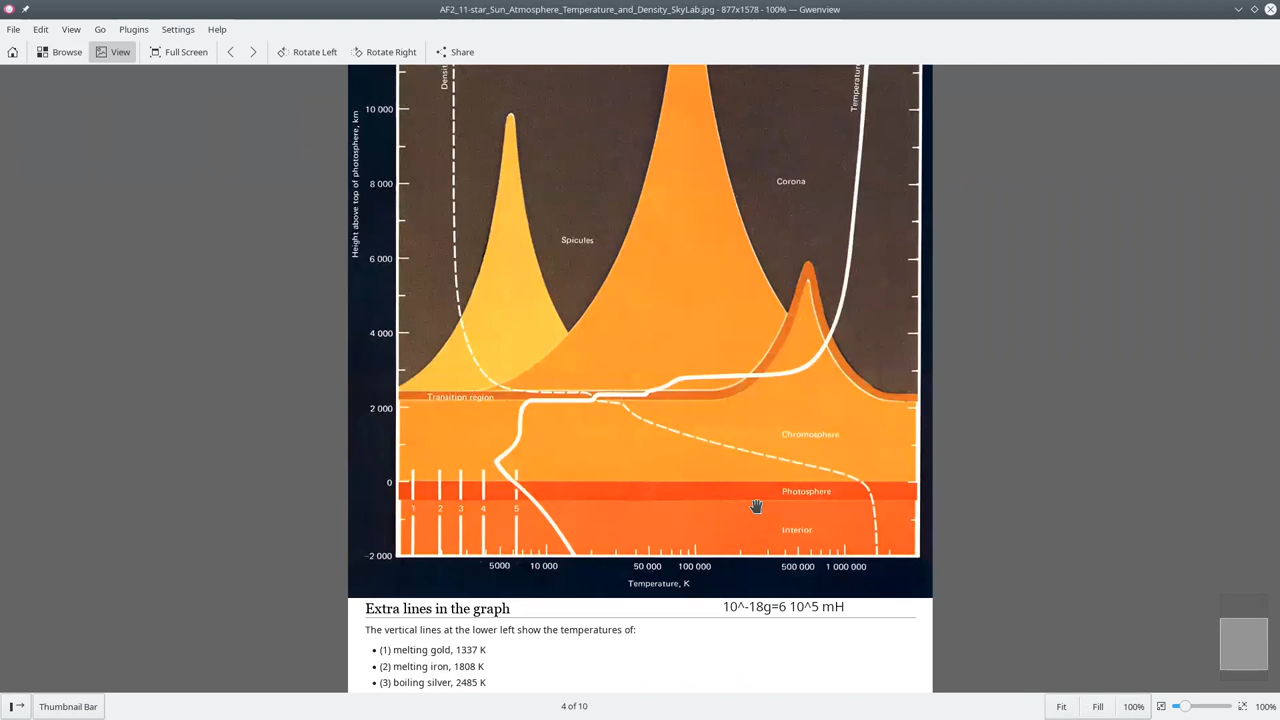 AF2_11-star_Sun_Atmosphere_Temperature_and_Density_SkyLab.jpg - 877x1578 - 100% — Gwenview
File Edit View Go Plugins Settings Help
Browse View Full Screen Rotate Left Rotate Right Share
Height above top of photosphere, km
10 000
8 000
6 000
4 000
2 000
0
-2 000
Corona
Spicules
Transition region
Chromosphere
Photosphere
1 2 3 4 5
Interior
5000 10 000 50 000 100 000 500 000 1 000 000
Temperature, K
Extra lines in the graph
10^-18g=6 10^5 mH
The vertical lines at the lower left show the temperatures of:
• (1) melting gold, 1337 K
• (2) melting iron, 1808 K
• (3) boiling silver, 2485 K
Thumbnail Bar 4 of 10 Fit Fill 100% 100%